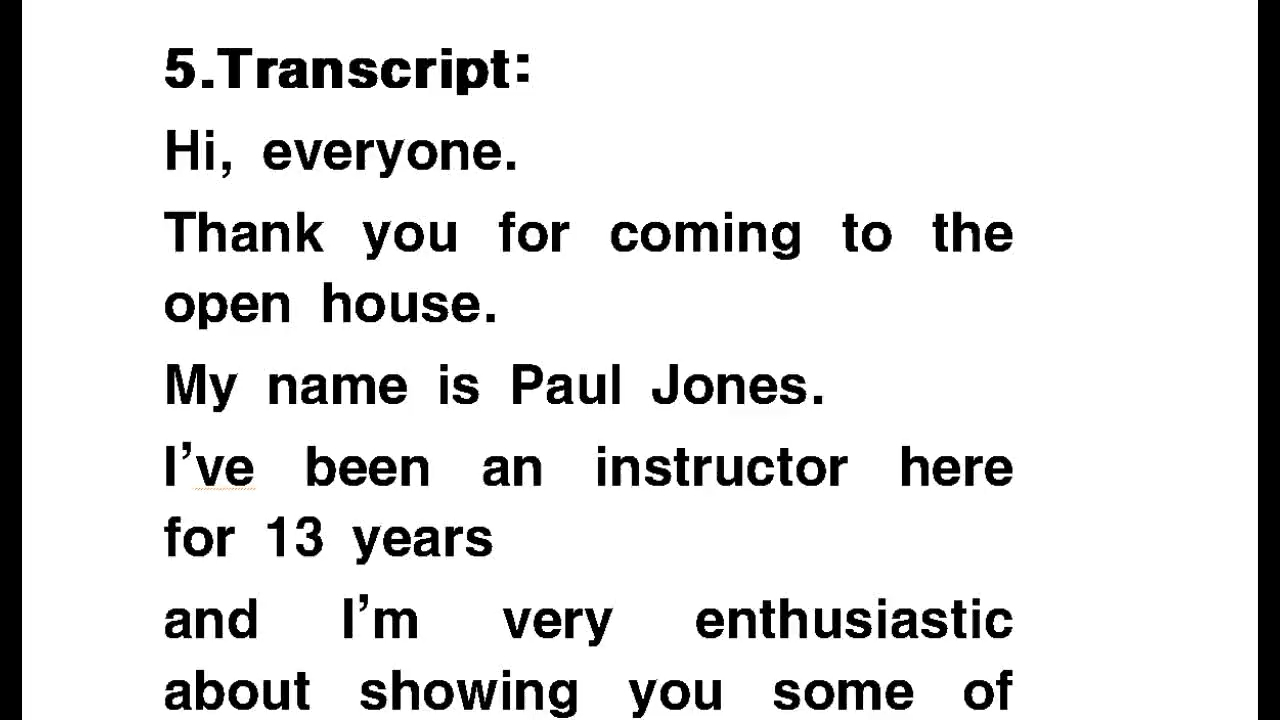 5.Transcript:
Hi, everyone.
Thank you for coming to the
open house.
My name is Paul Jones.
I’ve been an instructor here
for 13 years
and I’m very enthusiastic
about showing you some of